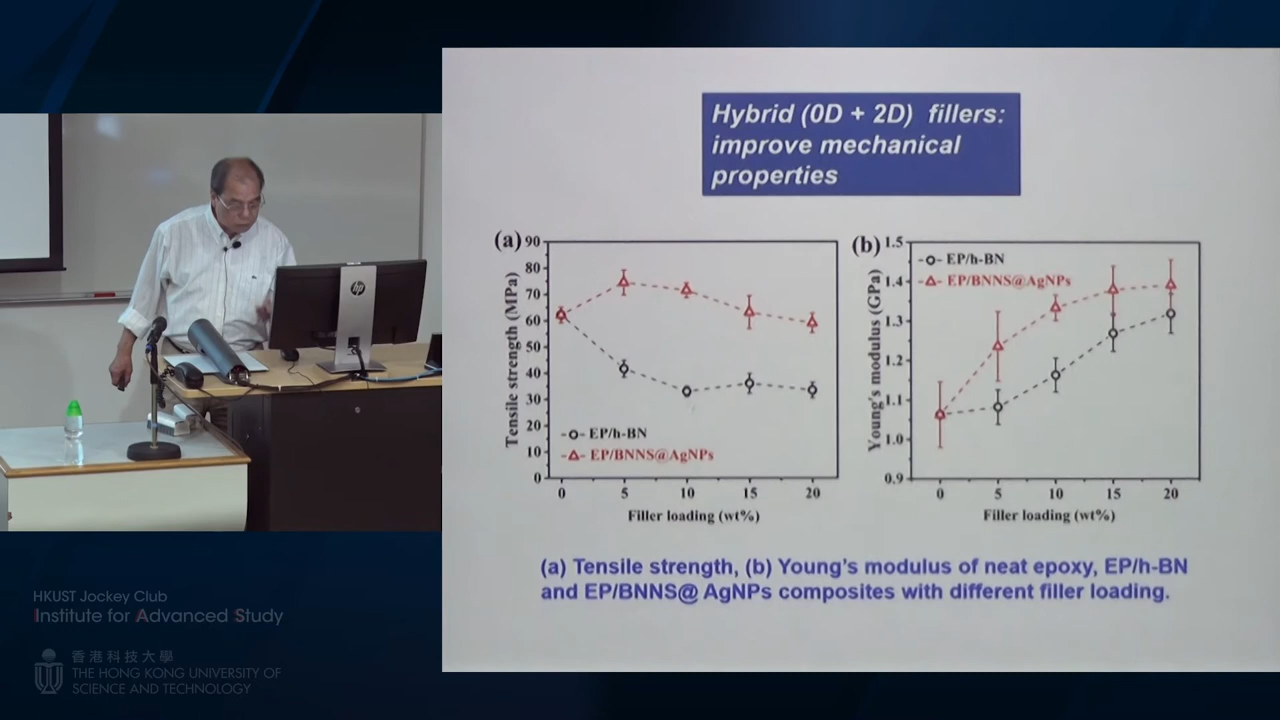 Hybrid (0D + 2D) fillers:
improve mechanical
properties
(a)
90
80
70
60
50
40
30
20
10
0
Tensile strength (MPa)
-o- EP/h-BN
-△- EP/BNNS@AgNPs
0 5 10 15 20
Filler loading (wt%)
(b)
1.5
1.4
1.3
1.2
1.1
1.0
0.9
Young's modulus (GPa)
-o- EP/h-BN
-△- EP/BNNS@AgNPs
0 5 10 15 20
Filler loading (wt%)
(a) Tensile strength, (b) Young's modulus of neat epoxy, EP/h-BN
and EP/BNNS@ AgNPs composites with different filler loading.
hp
HKUST Jockey Club
Institute for Advanced Study
香港科技大學
THE HONG KONG UNIVERSITY OF
SCIENCE AND TECHNOLOGY